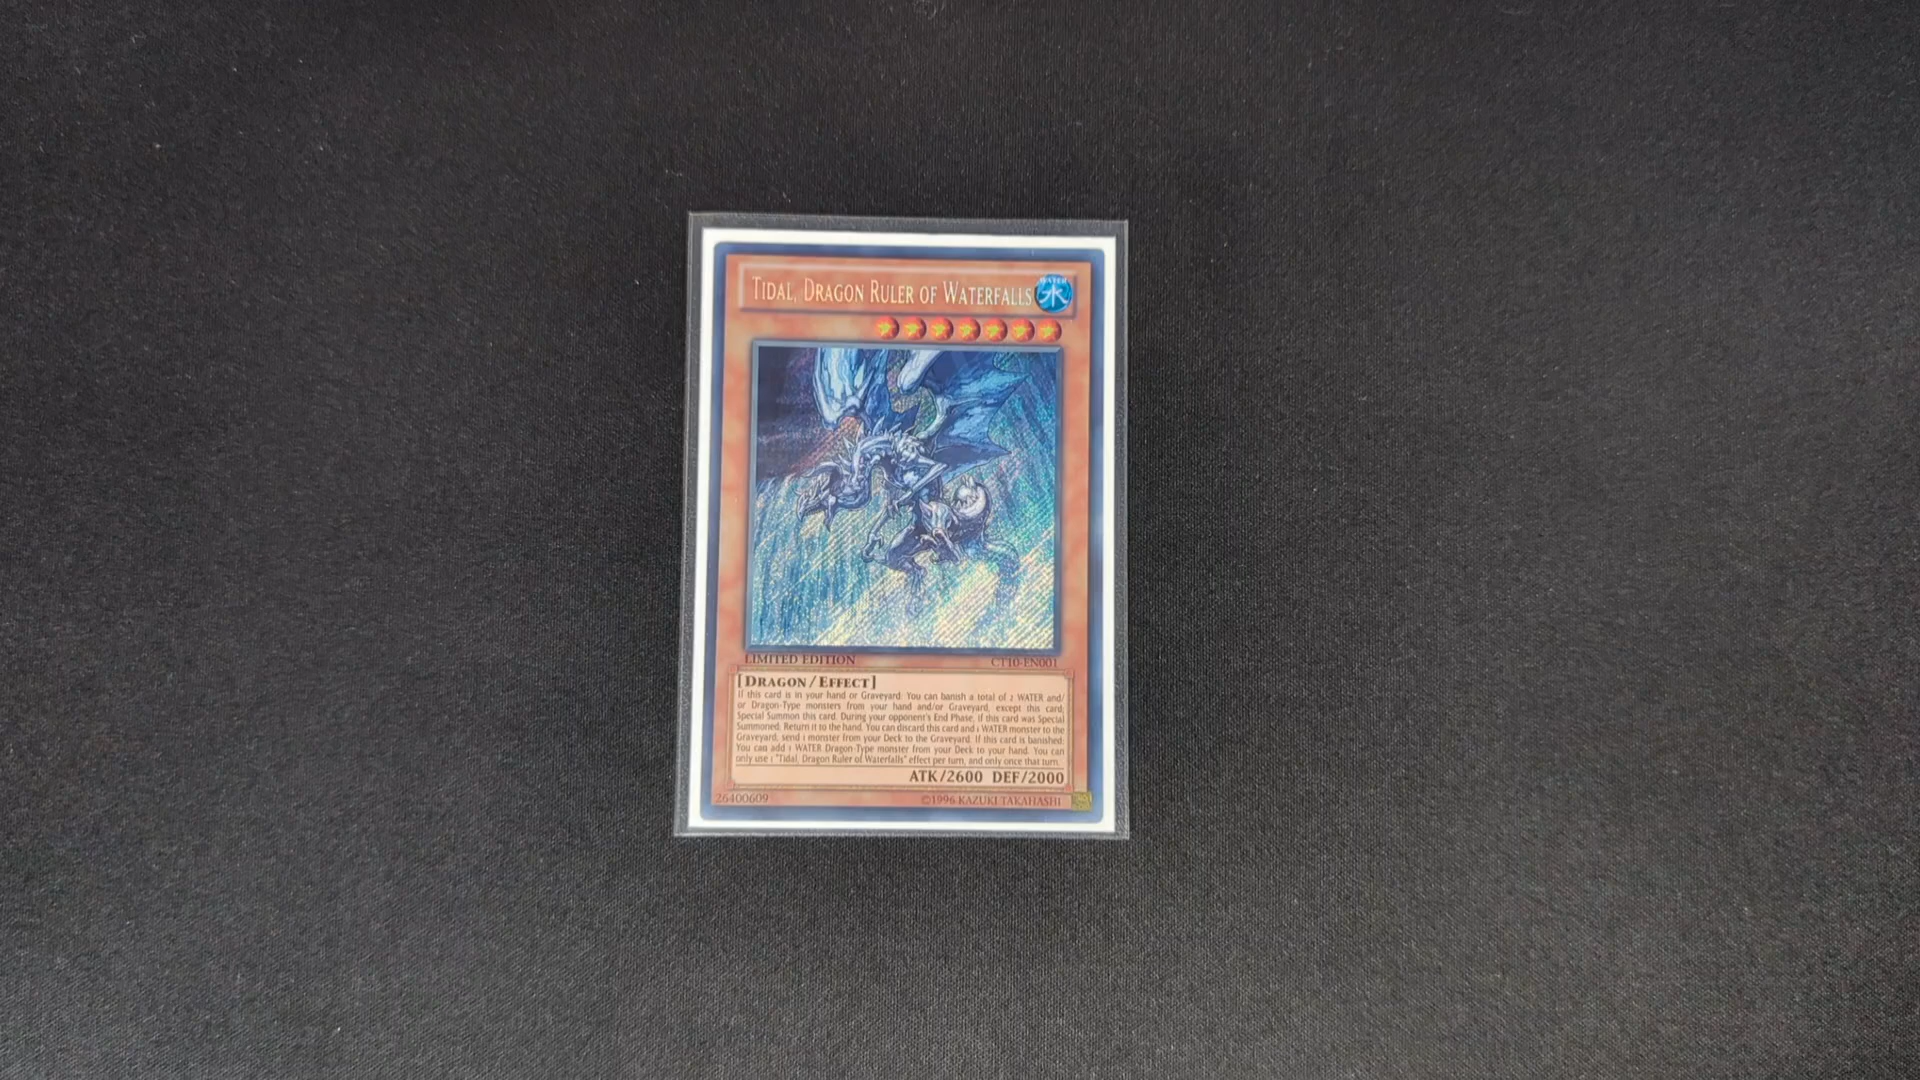 TIDAL, DRAGON RULER OF WATERFALLS
WATER
水
LIMITED EDITION
CT10-EN001
[DRAGON/EFFECT]
If this card is in your hand or Graveyard: You can banish a total of 2 WATER and/
or Dragon-Type monsters from your hand and/or Graveyard, except this card;
Special Summon this card. During your opponent's End Phase, if this card was Special
Summoned: Return it to the hand. You can discard this card and 1 WATER monster to the
Graveyard; send 1 monster from your Deck to the Graveyard. If this card is banished:
You can add 1 WATER Dragon-Type monster from your Deck to your hand. You can
only use 1 "Tidal, Dragon Ruler of Waterfalls" effect per turn, and only once that turn.
ATK/2600 DEF/2000
26400609
©1996 KAZUKI TAKAHASHI